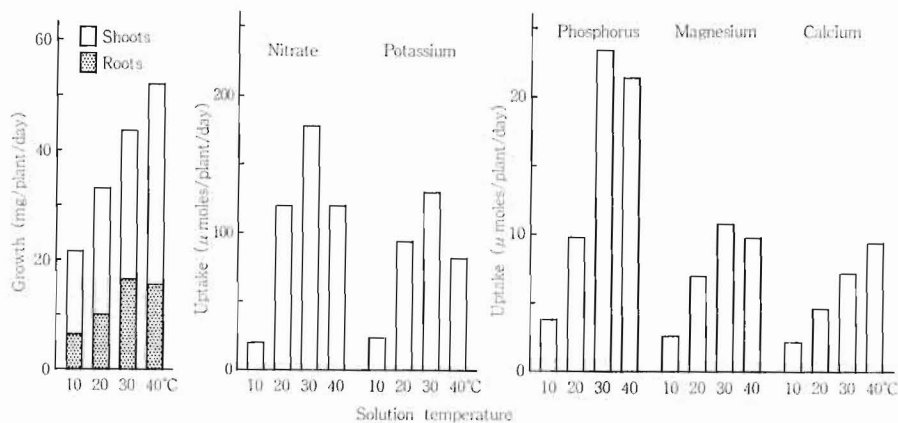 Growth (mg/plant/day)
60
40
20
0
Shoots
Roots
10 20 30 40℃
Uptake (μ moles/plant/day)
200
100
0
Nitrate Potassium
10 20 30 40 10 20 30 40℃
Uptake (μ moles/plant/day)
20
10
0
Phosphorus Magnesium Calcium
10 20 30 40 10 20 30 40 10 20 30 40℃
Solution temperature